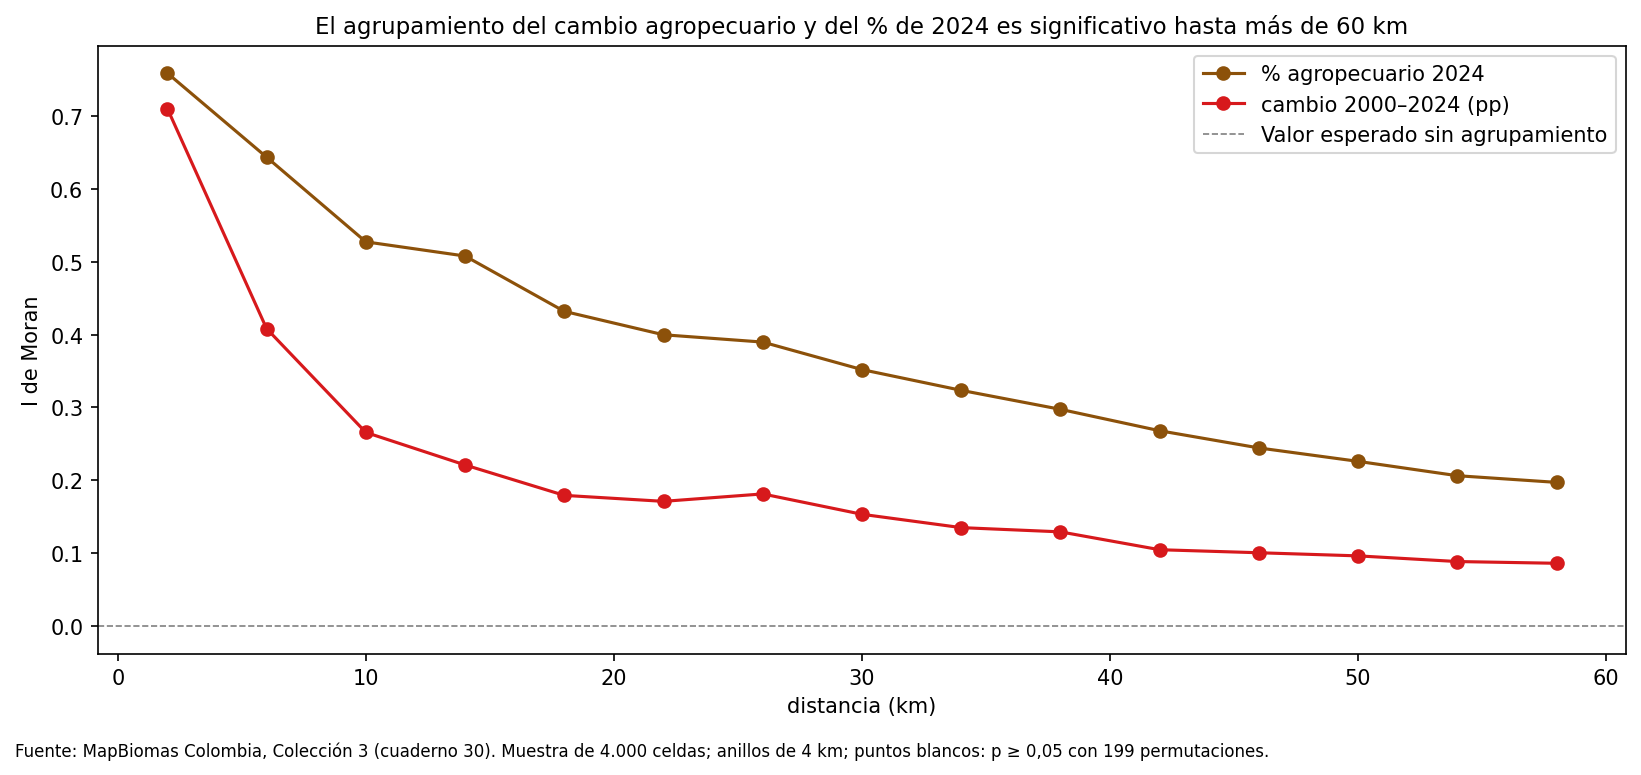 El agrupamiento del cambio agropecuario y del % de 2024 es significativo hasta más de 60 km
% agropecuario 2024
cambio 2000–2024 (pp)
Valor esperado sin agrupamiento
I de Moran
0.7
0.6
0.5
0.4
0.3
0.2
0.1
0.0
0 10 20 30 40 50 60
distancia (km)
Fuente: MapBiomas Colombia, Colección 3 (cuaderno 30). Muestra de 4.000 celdas; anillos de 4 km; puntos blancos: p ≥ 0,05 con 199 permutaciones.